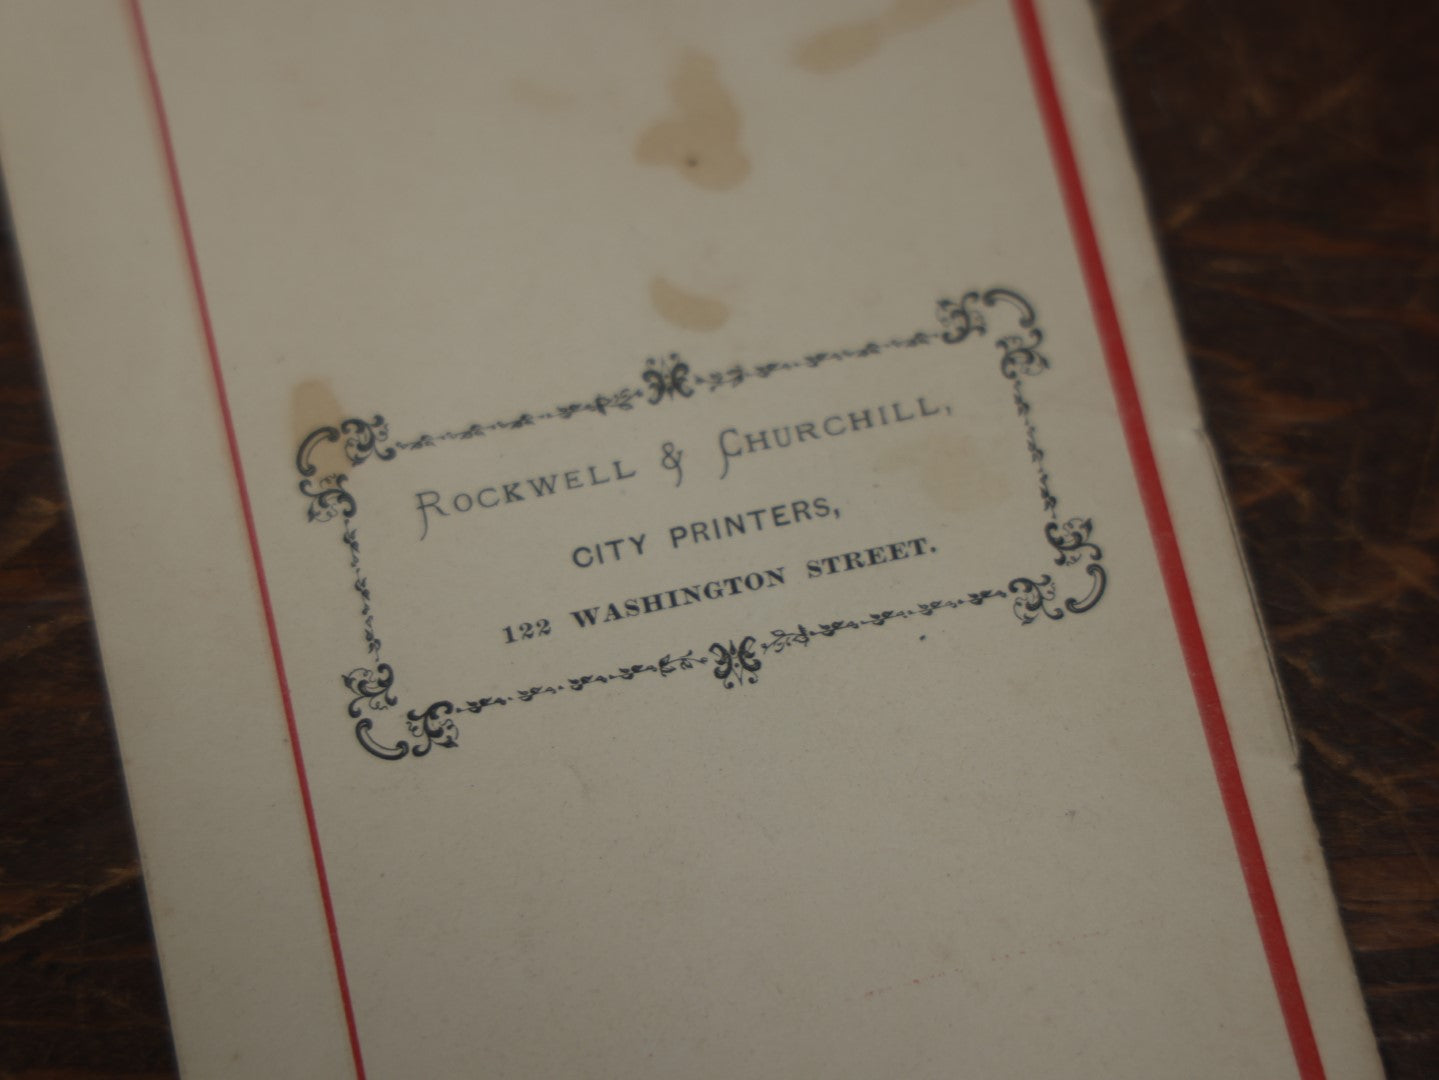 ROCKWELL & CHURCHILL,
CITY PRINTERS,
122 WASHINGTON STREET.